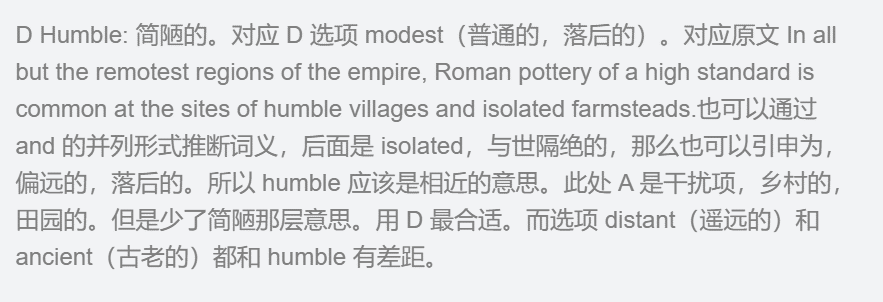 D Humble: 简陋的。对应 D 选项 modest（普通的，落后的）。对应原文 In all
but the remotest regions of the empire, Roman pottery of a high standard is
common at the sites of humble villages and isolated farmsteads.也可以通过
and 的并列形式推断词义，后面是 isolated，与世隔绝的，那么也可以引申为，
偏远的，落后的。所以 humble 应该是相近的意思。此处 A 是干扰项，乡村的，
田园的。但是少了简陋那层意思。用 D 最合适。而选项 distant（遥远的）和
ancient（古老的）都和 humble 有差距。